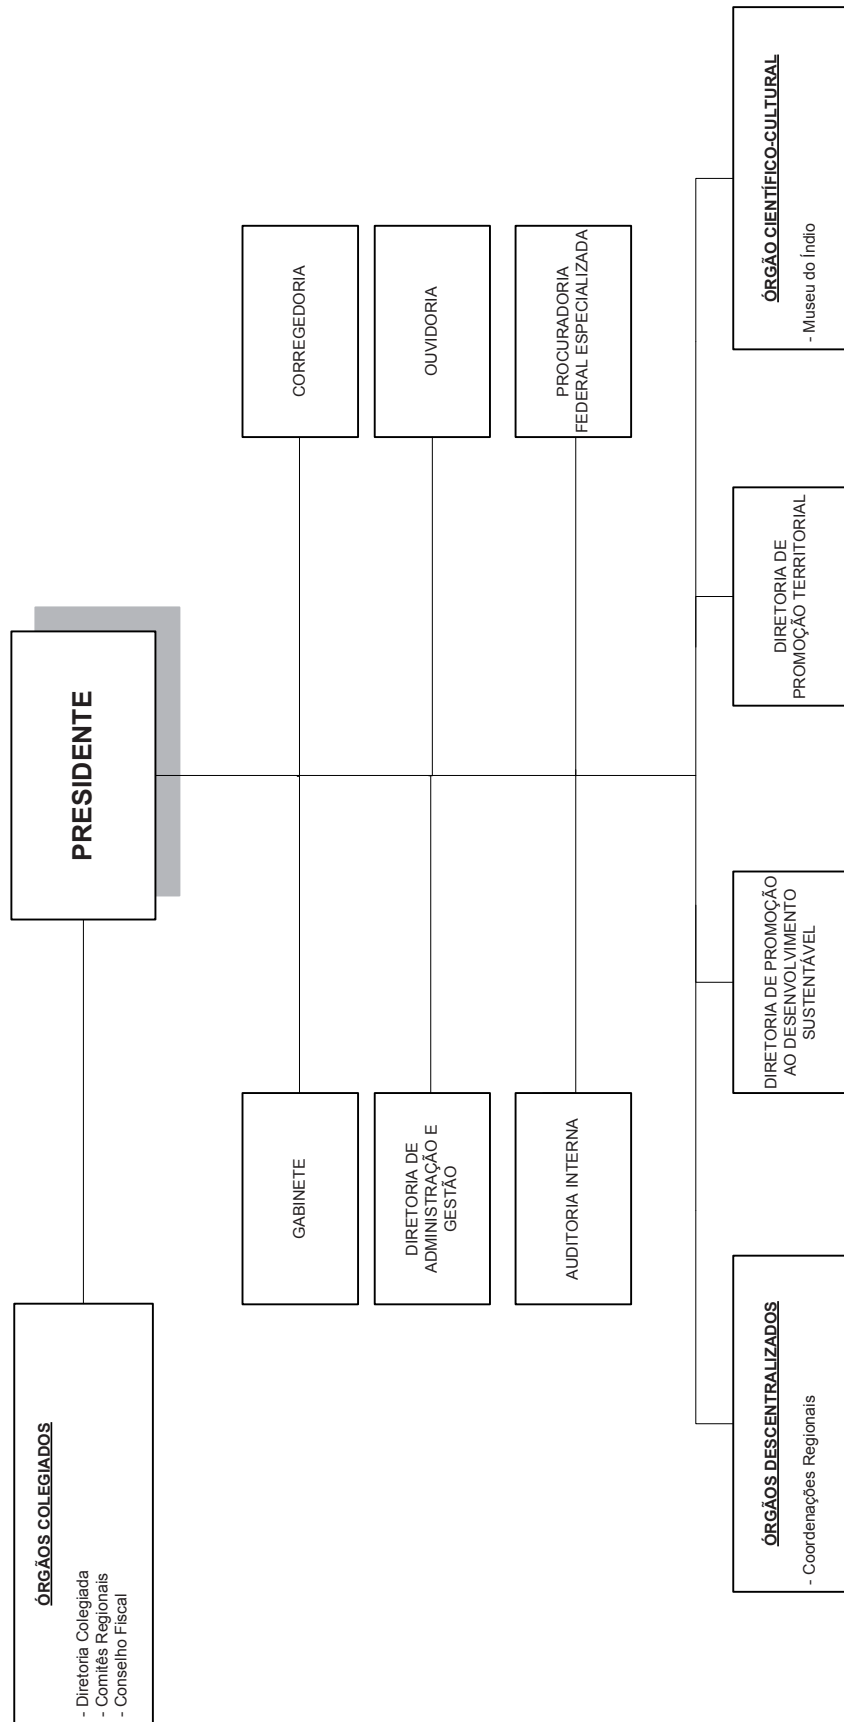 PRESIDENTE
ÓRGÃOS COLEGIADOS
- Diretoria Colegiada
- Comitês Regionais
- Conselho Fiscal
GABINETE
CORREGEDORIA
DIRETORIA DE
ADMINISTRAÇÃO E
GESTÃO
OUVIDORIA
AUDITORIA INTERNA
PROCURADORIA
FEDERAL ESPECIALIZADA
ÓRGÃOS DESCENTRALIZADOS
- Coordenações Regionais
DIRETORIA DE PROMOÇÃO
AO DESENVOLVIMENTO
SUSTENTÁVEL
DIRETORIA DE
PROMOÇÃO TERRITORIAL
ÓRGÃO CIENTÍFICO-CULTURAL
- Museu do Índio